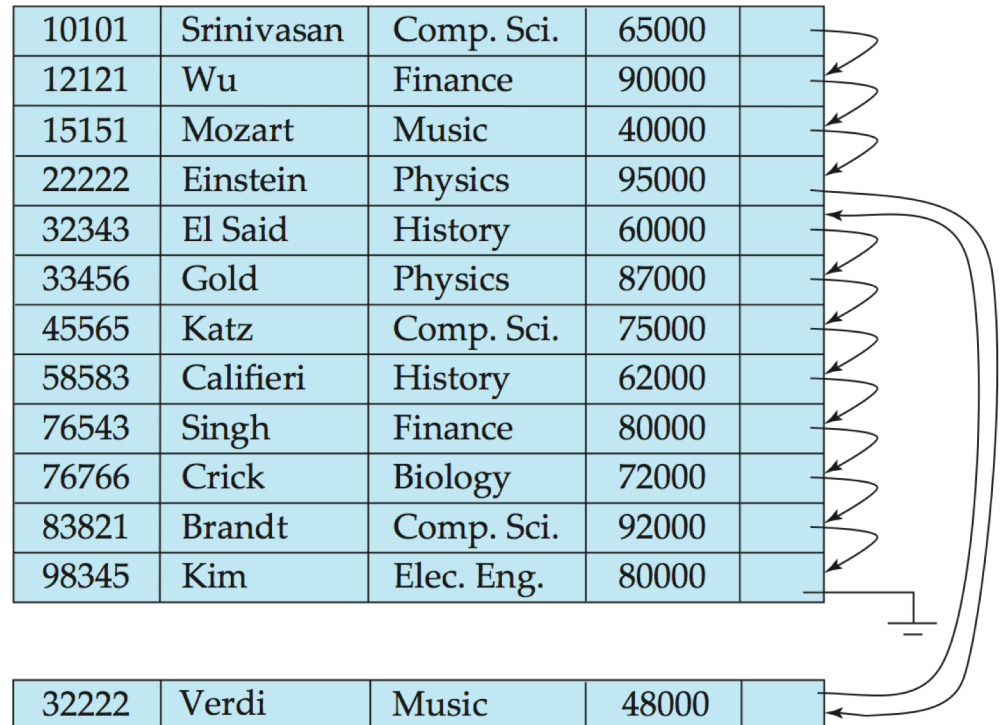 10101 Srinivasan Comp. Sci. 65000
12121 Wu Finance 90000
15151 Mozart Music 40000
22222 Einstein Physics 95000
32343 El Said History 60000
33456 Gold Physics 87000
45565 Katz Comp. Sci. 75000
58583 Califieri History 62000
76543 Singh Finance 80000
76766 Crick Biology 72000
83821 Brandt Comp. Sci. 92000
98345 Kim Elec. Eng. 80000
32222 Verdi Music 48000